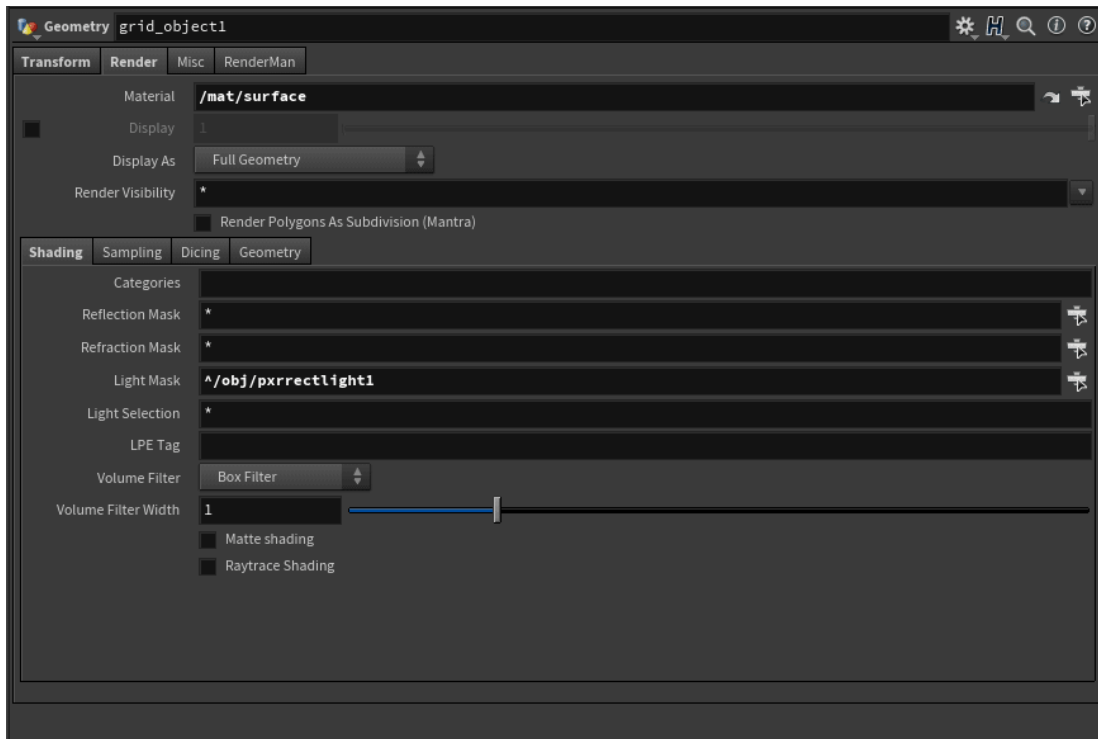 Geometry grid_object1
Transform Render Misc RenderMan
Material /mat/surface
Display 1
Display As Full Geometry
Render Visibility *
Render Polygons As Subdivision (Mantra)
Shading Sampling Dicing Geometry
Categories
Reflection Mask *
Refraction Mask *
Light Mask ^/obj/pxrrectlight1
Light Selection *
LPE Tag
Volume Filter Box Filter
Volume Filter Width 1
Matte shading
Raytrace Shading